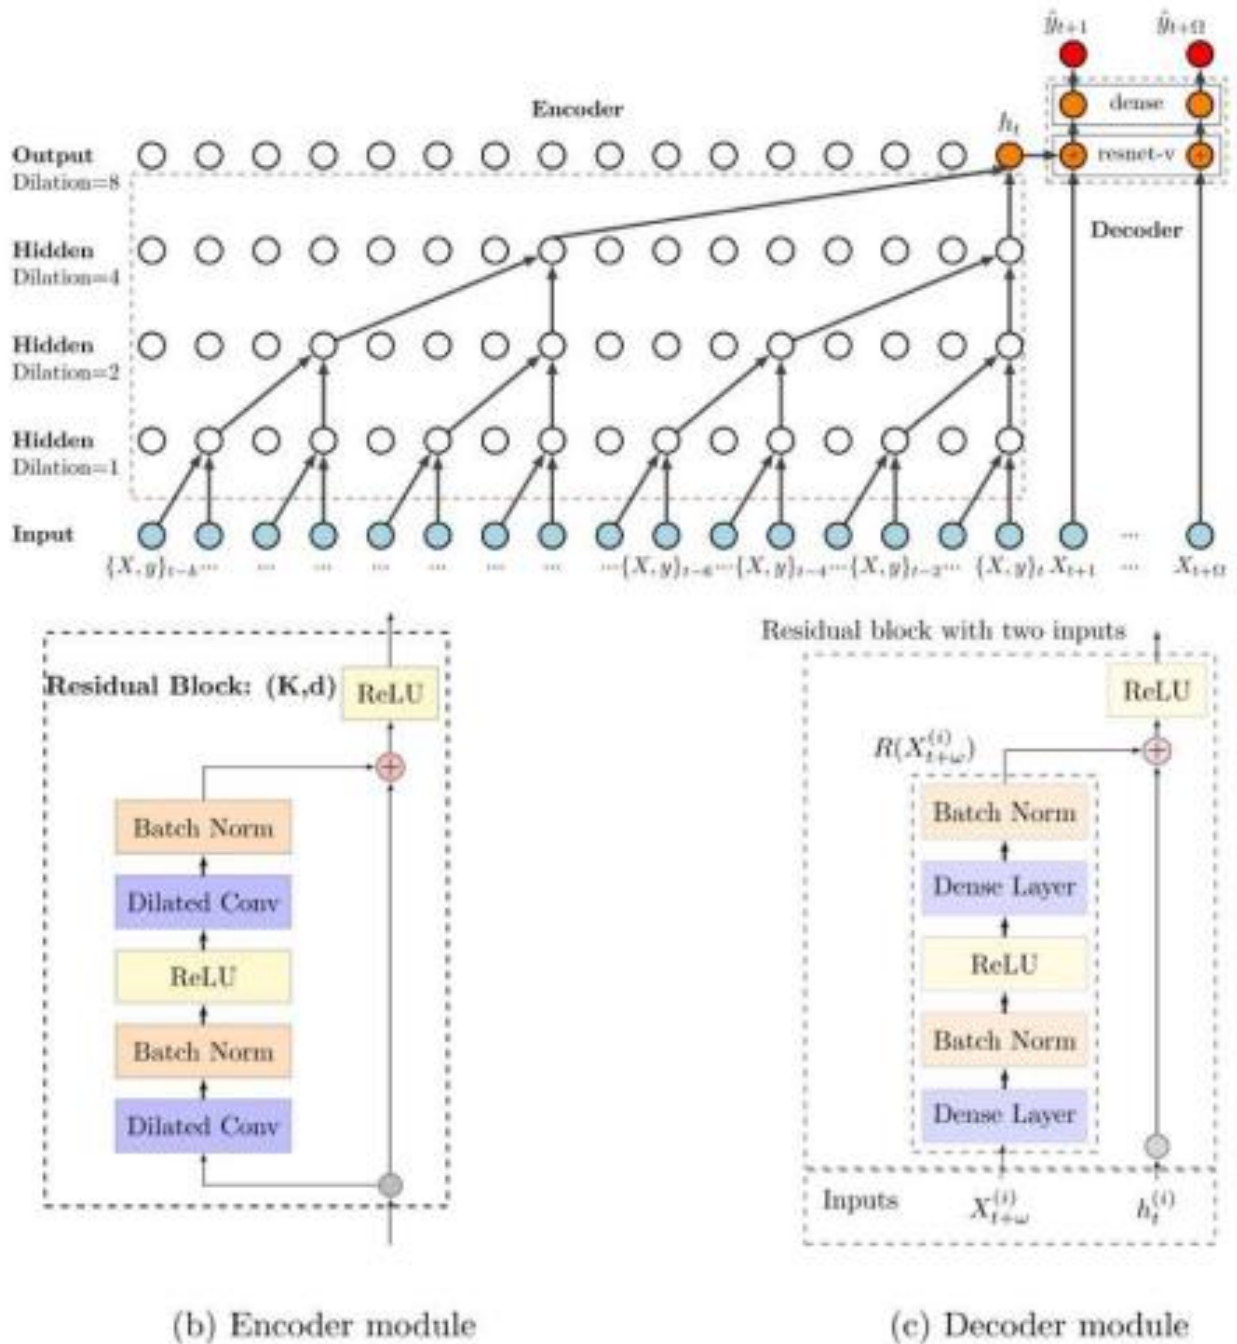 ŷt+1 ŷt+Ω
Encoder
dense
ht
Output
Dilation=8
resnet-v
Hidden
Dilation=4
Decoder
Hidden
Dilation=2
Hidden
Dilation=1
Input
{X, y}t−k ... ... ... ... ... ... ... ...{X, y}t−6 ...{X, y}t−4 ...{X, y}t−2 ... {X, y}t Xt+1 ... Xt+Ω
...
Residual Block: (K,d)
ReLU
+
Batch Norm
Dilated Conv
ReLU
Batch Norm
Dilated Conv
(b) Encoder module
Residual block with two inputs
ReLU
R(X(i)t+ω)
+
Batch Norm
Dense Layer
ReLU
Batch Norm
Dense Layer
Inputs X(i)t+ω h(i)t
(c) Decoder module